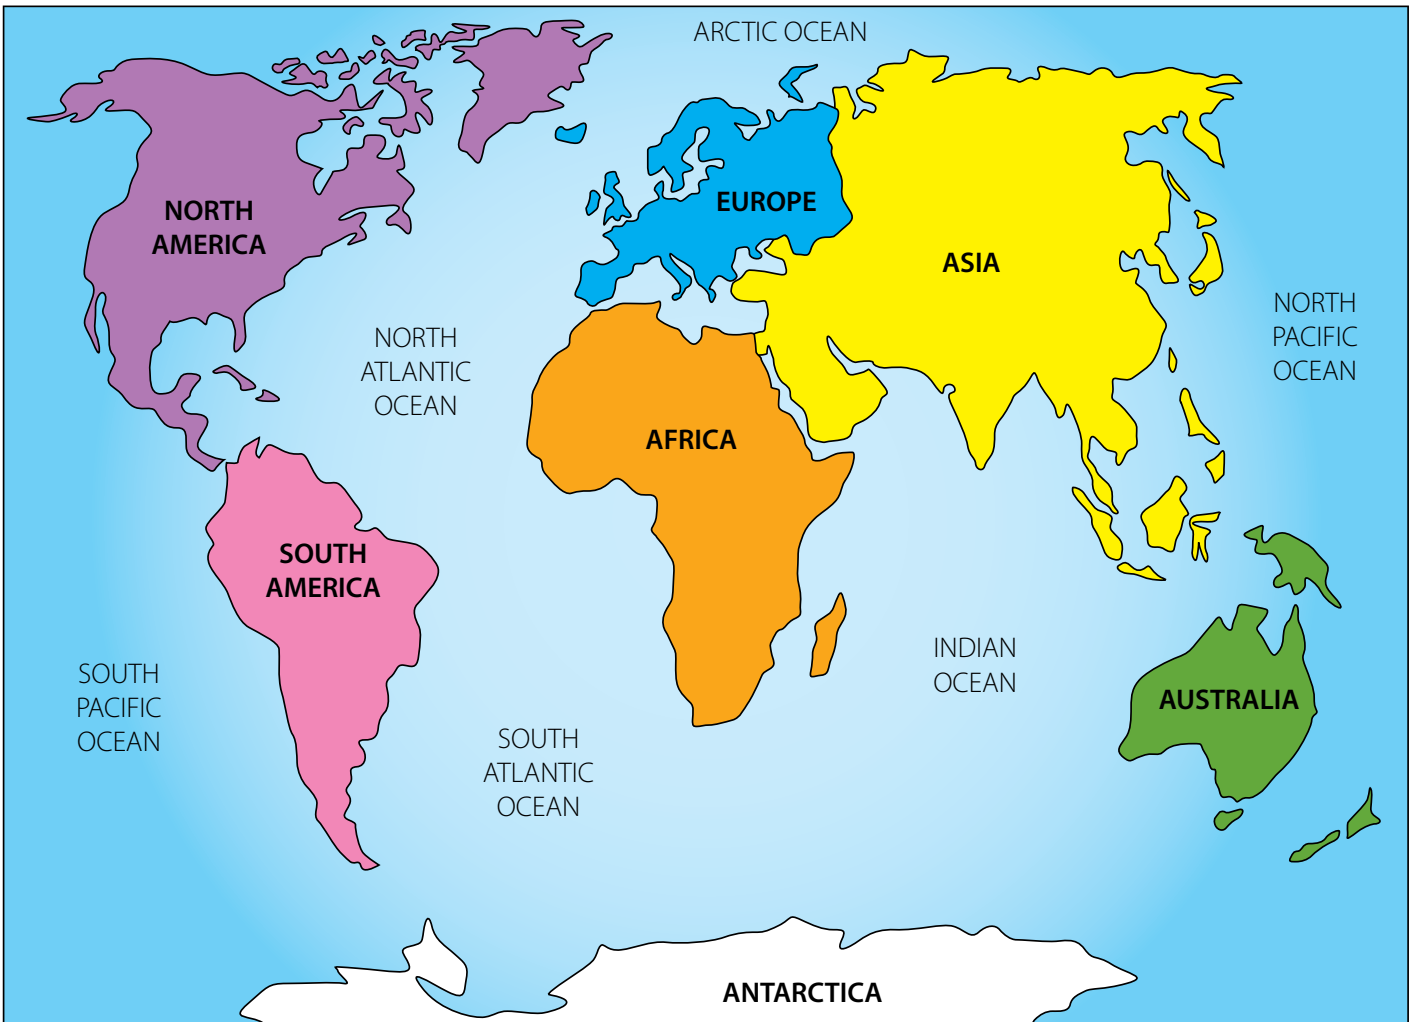 ARCTIC OCEAN
NORTH
AMERICA
EUROPE
ASIA
NORTH
PACIFIC
OCEAN
NORTH
ATLANTIC
OCEAN
AFRICA
SOUTH
AMERICA
INDIAN
OCEAN
SOUTH
PACIFIC
OCEAN
AUSTRALIA
SOUTH
ATLANTIC
OCEAN
ANTARCTICA